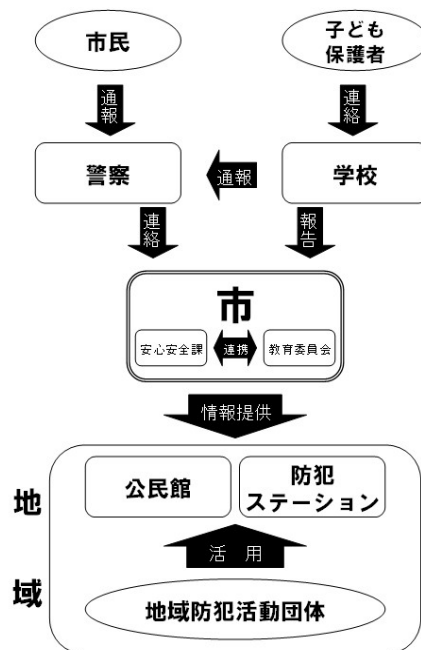 市民
子ども
保護者
通報
連絡
警察
通報
学校
連絡
報告
市
安心安全課
連携
教育委員会
情報提供
地域
公民館
防犯
ステーション
活用
地域防犯活動団体